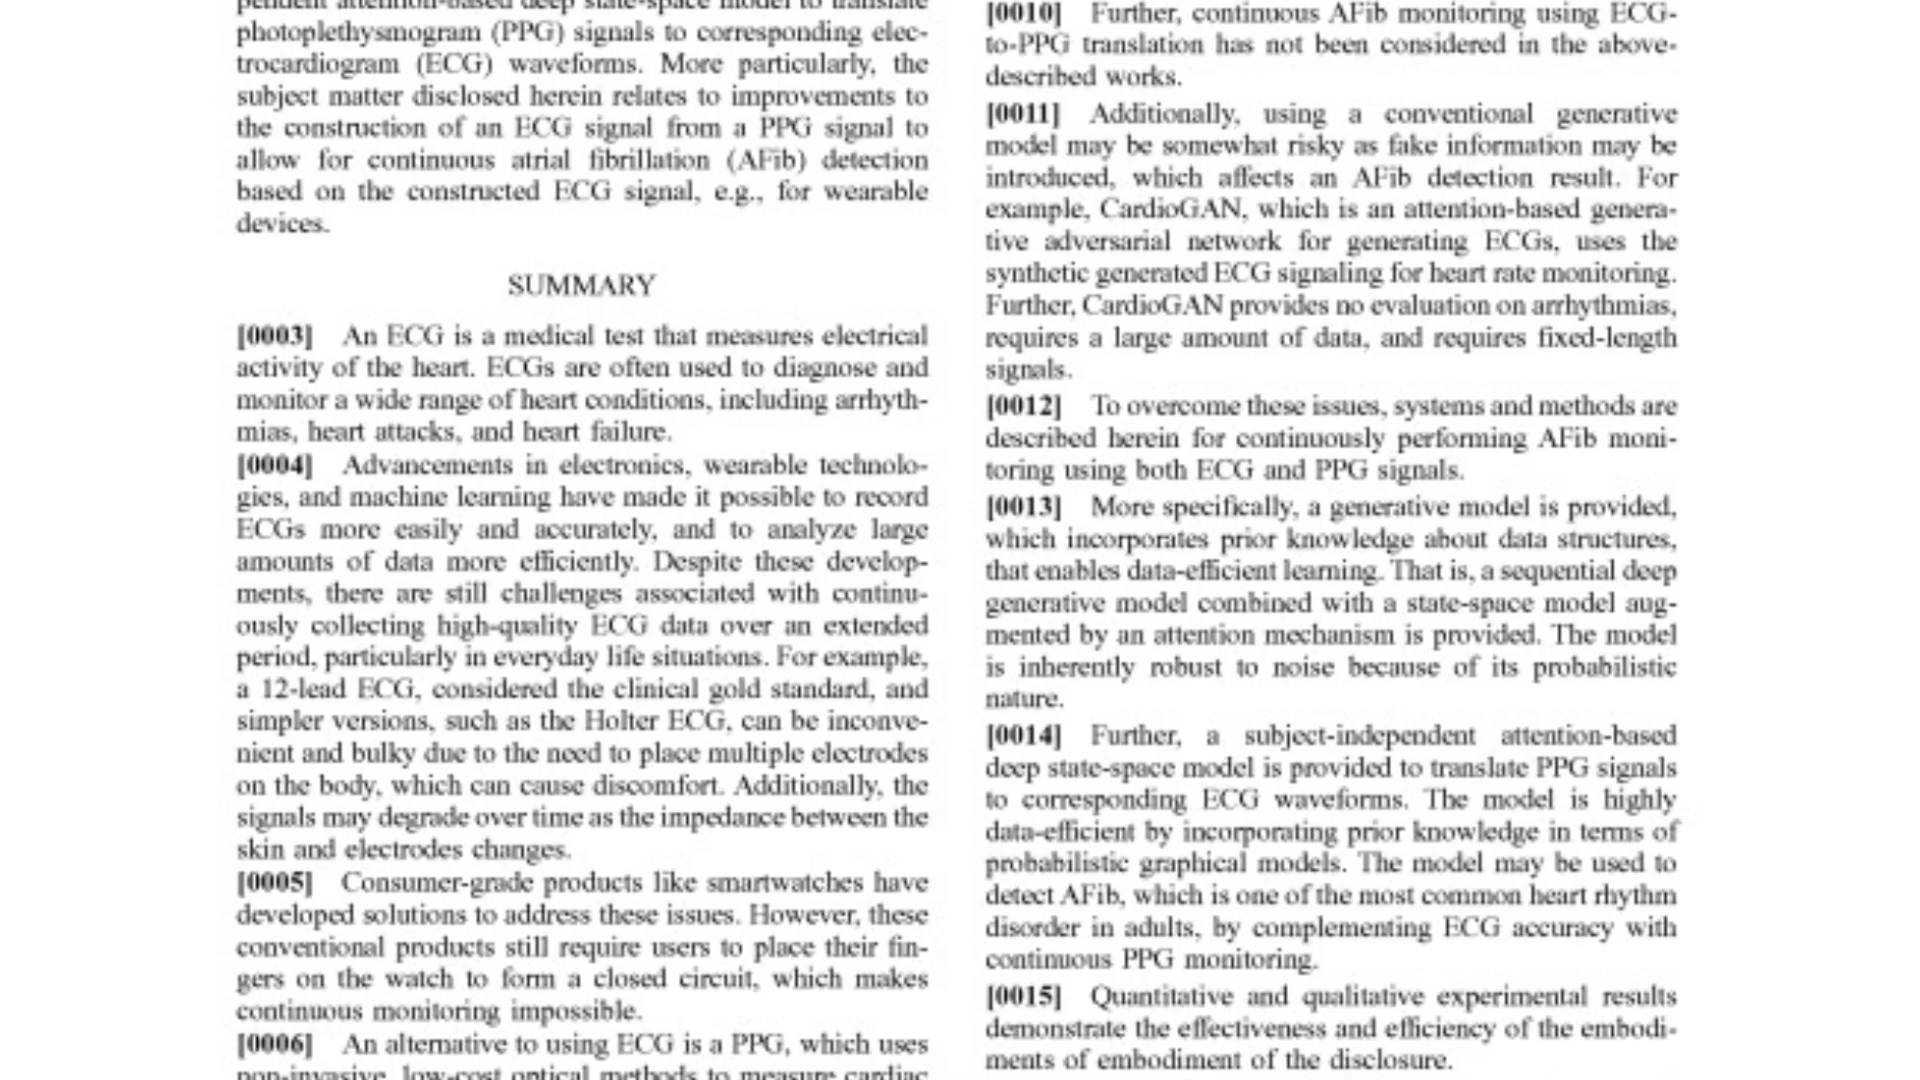 pendent attention-based deep state-space model to translate
photoplethysmogram (PPG) signals to corresponding elec-
trocardiogram (ECG) waveforms. More particularly, the
subject matter disclosed herein relates to improvements to
the construction of an ECG signal from a PPG signal to
allow for continuous atrial fibrillation (AFib) detection
based on the constructed ECG signal, e.g., for wearable
devices.
SUMMARY
[0003] An ECG is a medical test that measures electrical
activity of the heart. ECGs are often used to diagnose and
monitor a wide range of heart conditions, including arrhyth-
mias, heart attacks, and heart failure.
[0004] Advancements in electronics, wearable technolo-
gies, and machine learning have made it possible to record
ECGs more easily and accurately, and to analyze large
amounts of data more efficiently. Despite these develop-
ments, there are still challenges associated with continu-
ously collecting high-quality ECG data over an extended
period, particularly in everyday life situations. For example,
a 12-lead ECG, considered the clinical gold standard, and
simpler versions, such as the Holter ECG, can be inconve-
nient and bulky due to the need to place multiple electrodes
on the body, which can cause discomfort. Additionally, the
signals may degrade over time as the impedance between the
skin and electrodes changes.
[0005] Consumer-grade products like smartwatches have
developed solutions to address these issues. However, these
conventional products still require users to place their fin-
gers on the watch to form a closed circuit, which makes
continuous monitoring impossible.
[0006] An alternative to using ECG is a PPG, which uses
non-invasive, low-cost optical methods to measure cardiac
[0010] Further, continuous AFib monitoring using ECG-
to-PPG translation has not been considered in the above-
described works.
[0011] Additionally, using a conventional generative
model may be somewhat risky as fake information may be
introduced, which affects an AFib detection result. For
example, CardioGAN, which is an attention-based genera-
tive adversarial network for generating ECGs, uses the
synthetic generated ECG signaling for heart rate monitoring.
Further, CardioGAN provides no evaluation on arrhythmias,
requires a large amount of data, and requires fixed-length
signals.
[0012] To overcome these issues, systems and methods are
described herein for continuously performing AFib moni-
toring using both ECG and PPG signals.
[0013] More specifically, a generative model is provided,
which incorporates prior knowledge about data structures,
that enables data-efficient learning. That is, a sequential deep
generative model combined with a state-space model aug-
mented by an attention mechanism is provided. The model
is inherently robust to noise because of its probabilistic
nature.
[0014] Further, a subject-independent attention-based
deep state-space model is provided to translate PPG signals
to corresponding ECG waveforms. The model is highly
data-efficient by incorporating prior knowledge in terms of
probabilistic graphical models. The model may be used to
detect AFib, which is one of the most common heart rhythm
disorder in adults, by complementing ECG accuracy with
continuous PPG monitoring.
[0015] Quantitative and qualitative experimental results
demonstrate the effectiveness and efficiency of the embodi-
ments of embodiment of the disclosure.